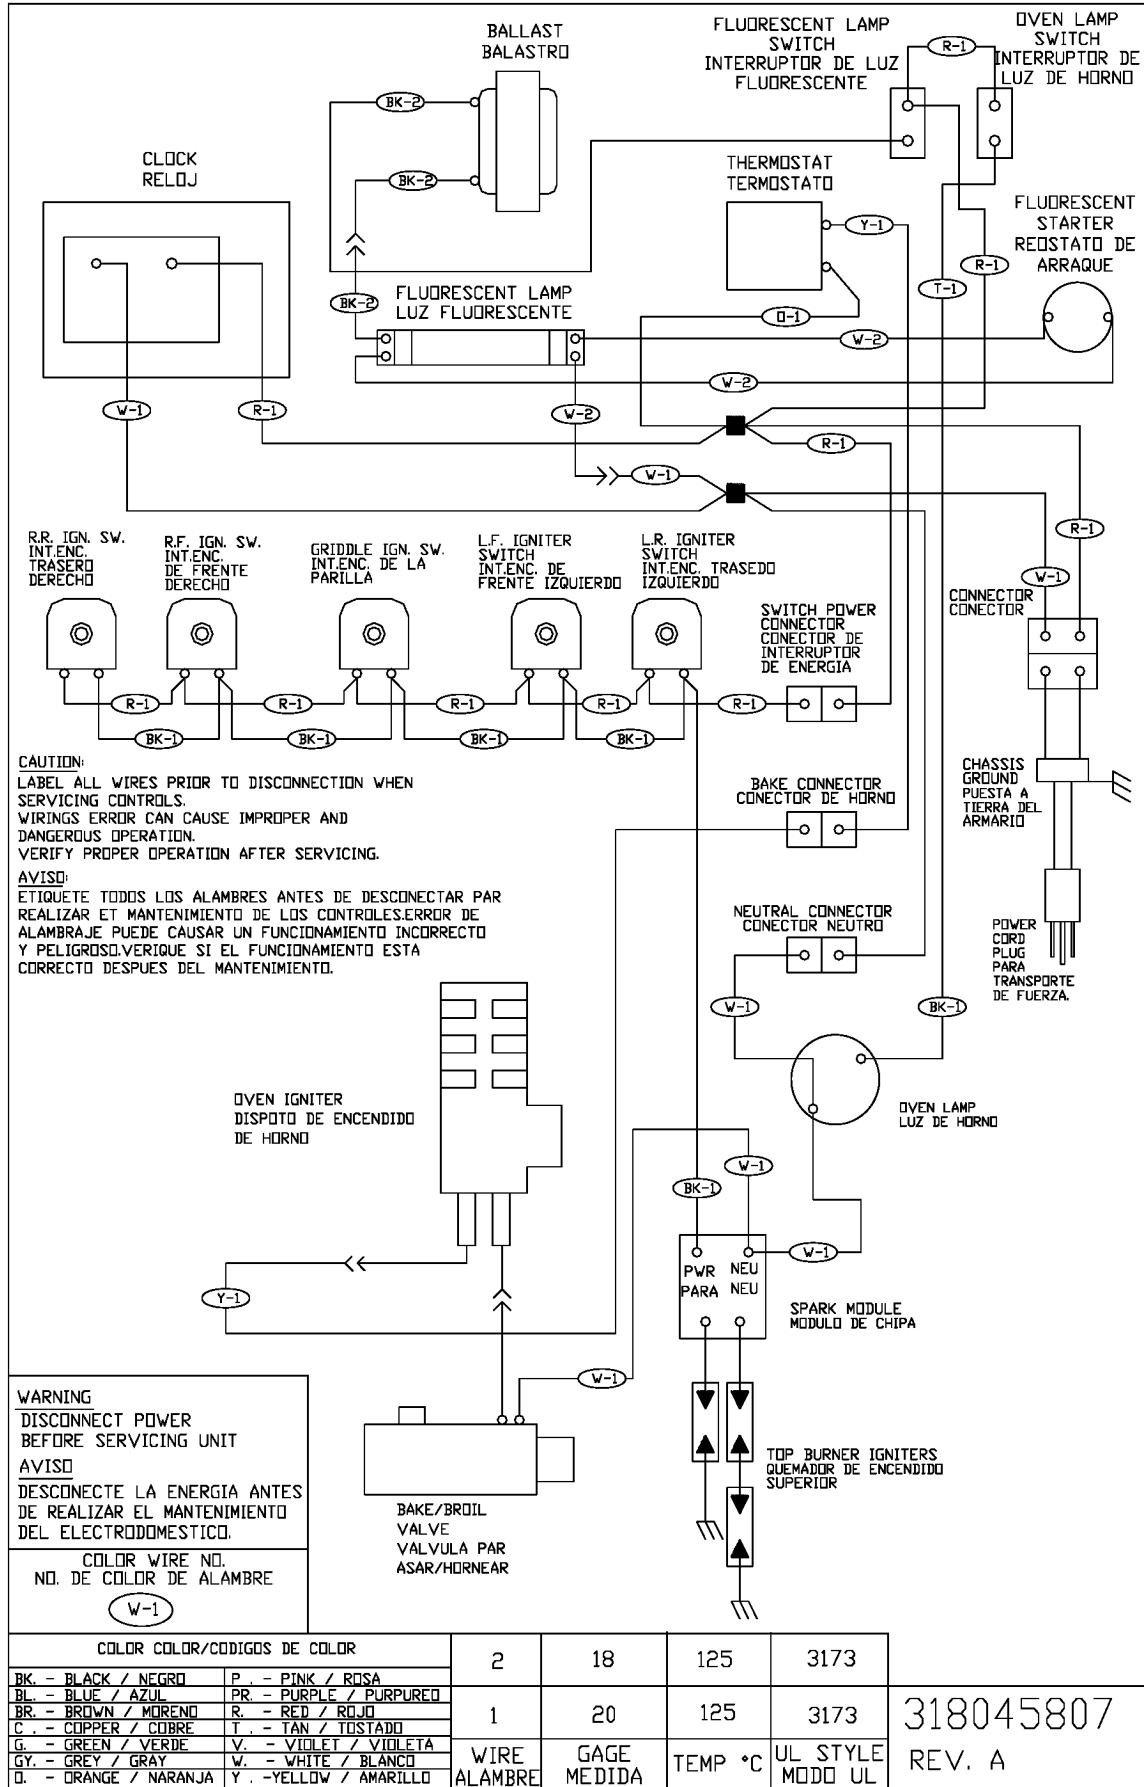 BALLAST
BALASTRO
FLUORESCENT LAMP
SWITCH
INTERRUPTOR DE LUZ
FLUORESCENTE
OVEN LAMP
SWITCH
INTERRUPTOR DE
LUZ DE HORNO
R-1
BK-2
BK-2
CLOCK
RELOJ
THERMOSTAT
TERMOSTATO
Y-1
FLUORESCENT
STARTER
REOSTATO DE
ARRAQUE
R-1
T-1
BK-2
FLUORESCENT LAMP
LUZ FLUORESCENTE
O-1
W-2
W-2
W-1
R-1
W-2
R-1
W-1
R-1
W-1
R.R. IGN. SW.
INT.ENC.
TRASERO
DERECHO
R.F. IGN. SW.
INT.ENC.
DE FRENTE
DERECHO
GRIDDLE IGN. SW.
INT.ENC. DE LA
PARILLA
L.F. IGNITER
SWITCH
INT.ENC. DE
FRENTE IZQUIERDO
L.R. IGNITER
SWITCH
INT.ENC. TRASEDO
IZQUIERDO
SWITCH POWER
CONNECTOR
CONECTOR DE
INTERRUPTOR
DE ENERGIA
CONNECTOR
CONECTOR
R-1
R-1
R-1
R-1
R-1
BK-1
BK-1
BK-1
BK-1
CAUTION:
LABEL ALL WIRES PRIOR TO DISCONNECTION WHEN
SERVICING CONTROLS.
WIRINGS ERROR CAN CAUSE IMPROPER AND
DANGEROUS OPERATION.
VERIFY PROPER OPERATION AFTER SERVICING.
AVISO:
ETIQUETE TODOS LOS ALAMBRES ANTES DE DESCONECTAR PAR
REALIZAR ET MANTENIMIENTO DE LOS CONTROLES.ERROR DE
ALAMBRAJE PUEDE CAUSAR UN FUNCIONAMIENTO INCORRECTO
Y PELIGROSO.VERIQUE SI EL FUNCIONAMIENTO ESTA
CORRECTO DESPUES DEL MANTENIMIENTO.
BAKE CONNECTOR
CONECTOR DE HORNO
CHASSIS
GROUND
PUESTA A
TIERRA DEL
ARMARIO
NEUTRAL CONNECTOR
CONECTOR NEUTRO
POWER
CORD
PLUG
PARA
TRANSPORTE
DE FUERZA.
W-1
BK-1
OVEN IGNITER
DISPOTO DE ENCENDIDO
DE HORNO
OVEN LAMP
LUZ DE HORNO
W-1
BK-1
W-1
PWR NEU
PARA NEU
Y-1
SPARK MODULE
MODULO DE CHIPA
W-1
TOP BURNER IGNITERS
QUEMADOR DE ENCENDIDO
SUPERIOR
BAKE/BROIL
VALVE
VALVULA PAR
ASAR/HORNEAR
WARNING
DISCONNECT POWER
BEFORE SERVICING UNIT
AVISO
DESCONECTE LA ENERGIA ANTES
DE REALIZAR EL MANTENIMIENTO
DEL ELECTRODOMESTICO.
COLOR WIRE NO.
NO. DE COLOR DE ALAMBRE
W-1
COLOR COLOR/CODIGOS DE COLOR
BK. - BLACK / NEGRO P . - PINK / ROSA
BL. - BLUE / AZUL PR. - PURPLE / PURPUREO
BR. - BROWN / MORENO R. - RED / ROJO
C . - COPPER / COBRE T . - TAN / TOSTADO
G. - GREEN / VERDE V. - VIOLET / VIOLETA
GY. - GREY / GRAY W. - WHITE / BLANCO
O. - ORANGE / NARANJA Y . -YELLOW / AMARILLO
2 18 125 3173
1 20 125 3173
WIRE
ALAMBRE
GAGE
MEDIDA
TEMP °C
UL STYLE
MODO UL
318045807
REV. A